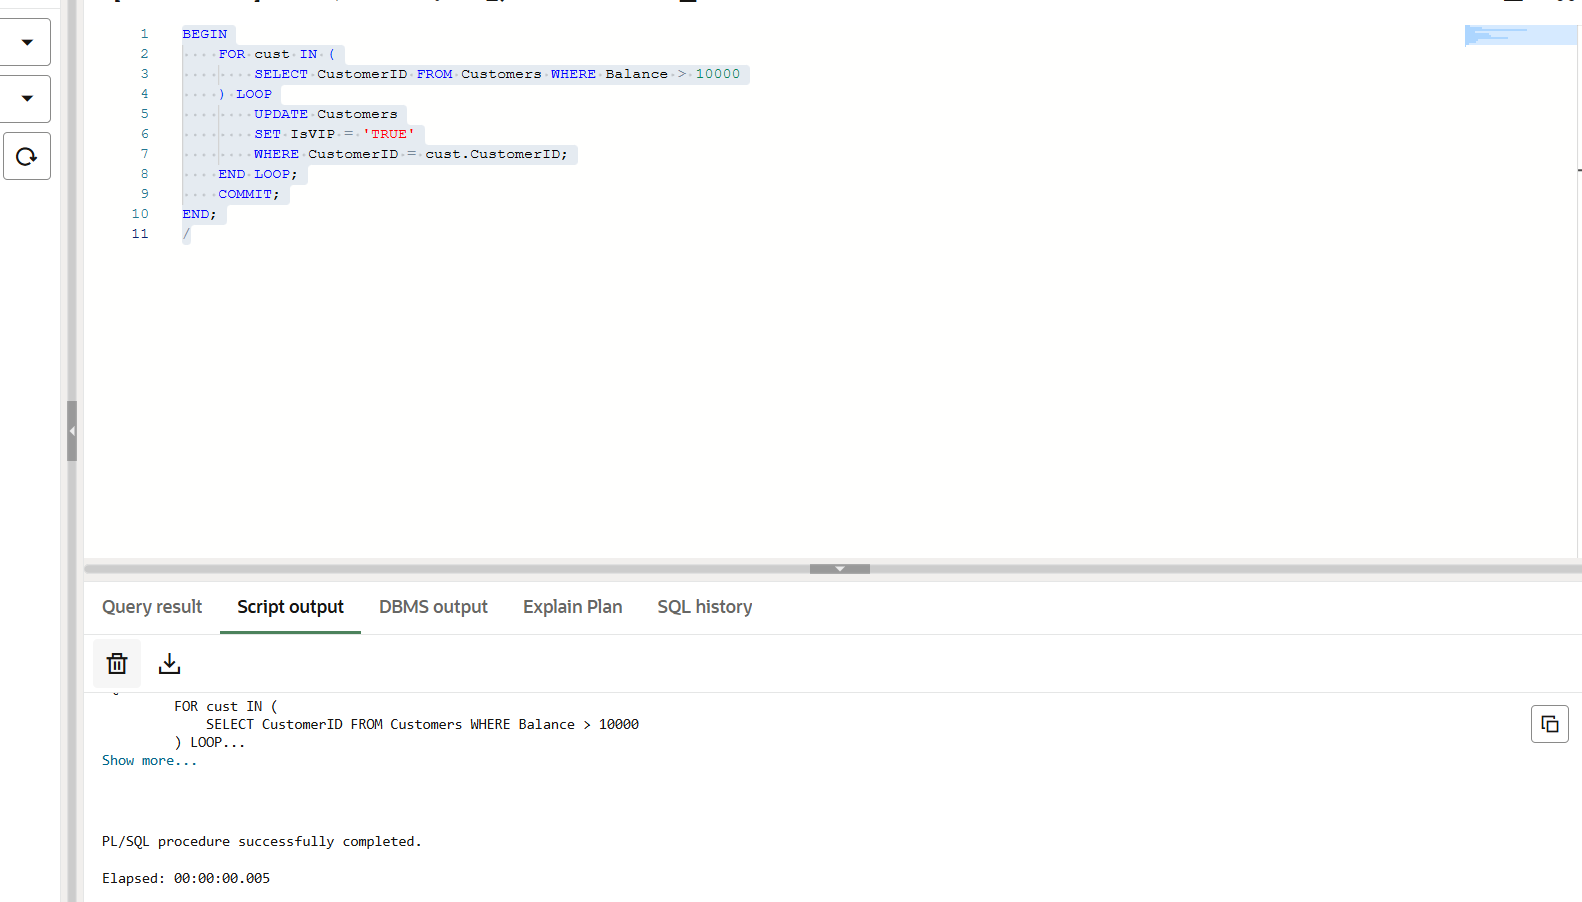 1 BEGIN
2 FOR cust IN (
3 SELECT CustomerID FROM Customers WHERE Balance > 10000
4 ) LOOP
5 UPDATE Customers
6 SET IsVIP = 'TRUE'
7 WHERE CustomerID = cust.CustomerID;
8 END LOOP;
9 COMMIT;
10 END;
11 /
Query result Script output DBMS output Explain Plan SQL history
FOR cust IN (
SELECT CustomerID FROM Customers WHERE Balance > 10000
) LOOP...
Show more...
PL/SQL procedure successfully completed.
Elapsed: 00:00:00.005